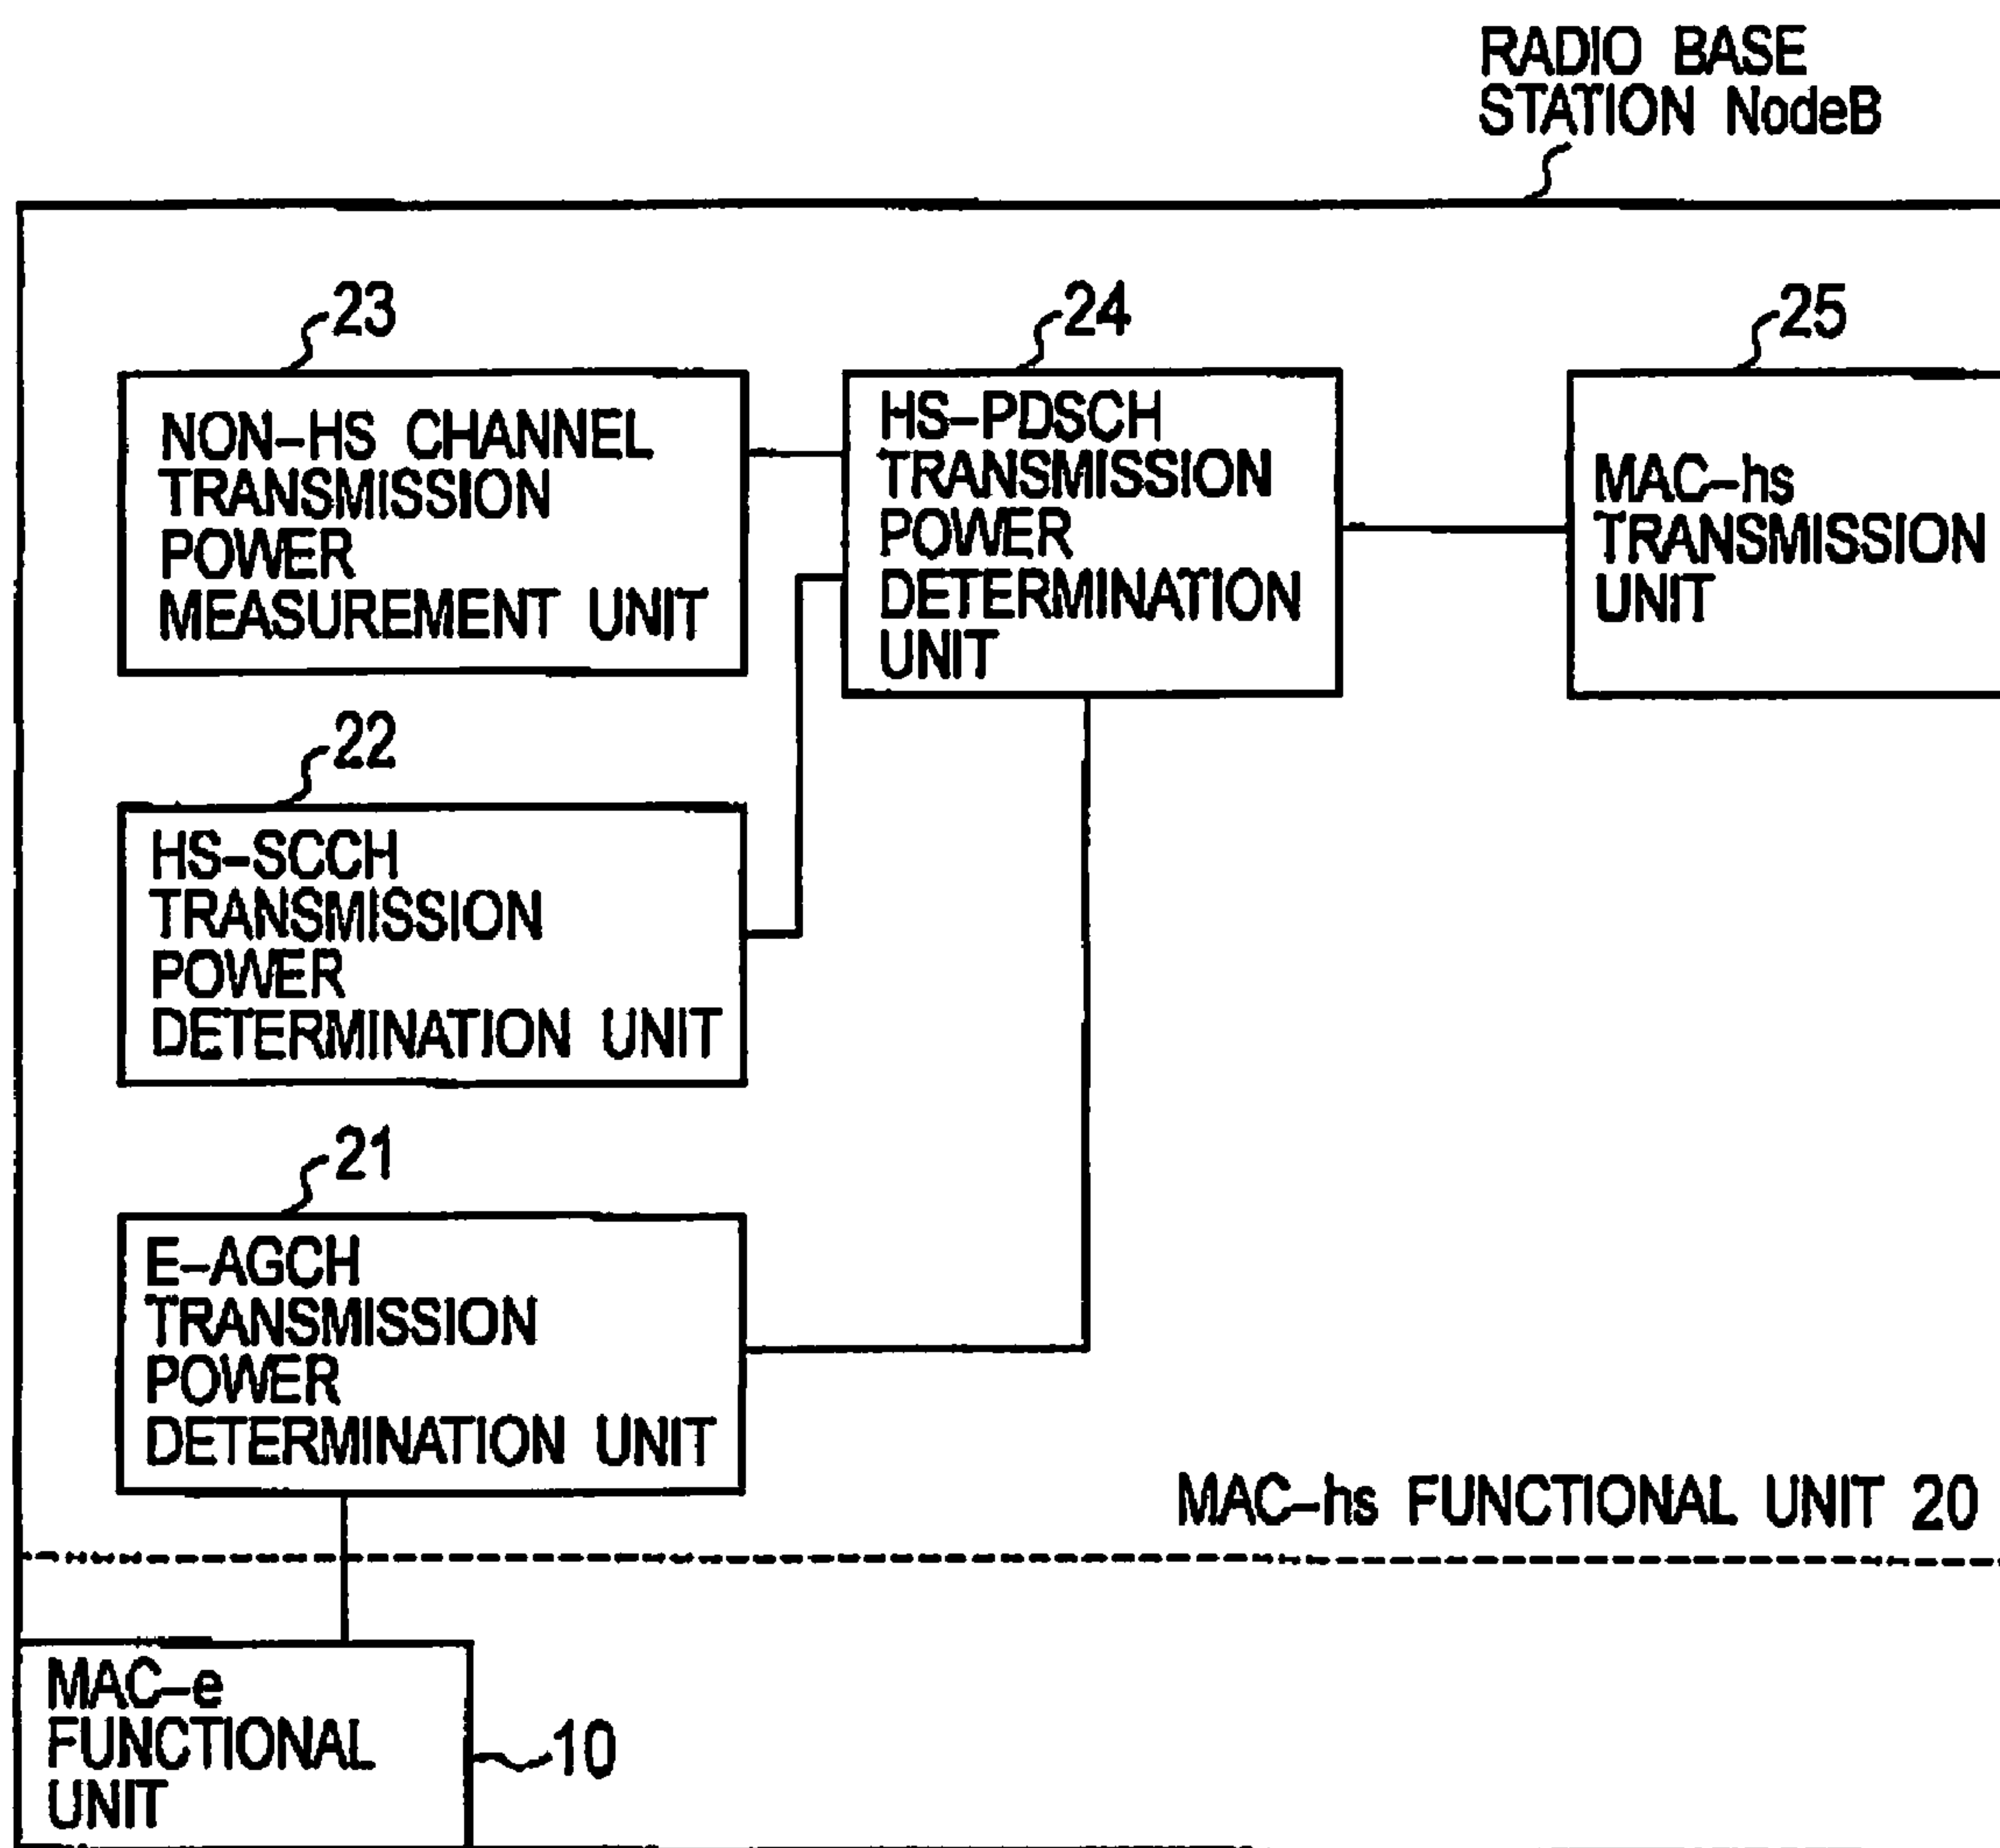 RADIO BASE
STATION NodeB
23
NON-HS CHANNEL
TRANSMISSION
POWER
MEASUREMENT UNIT
24
HS-PDSCH
TRANSMISSION
POWER
DETERMINATION
UNIT
25
MAC-hs
TRANSMISSION
UNIT
22
HS-SCCH
TRANSMISSION
POWER
DETERMINATION UNIT
21
E-AGCH
TRANSMISSION
POWER
DETERMINATION UNIT
MAC-hs FUNCTIONAL UNIT 20
MAC-e
FUNCTIONAL
UNIT
10